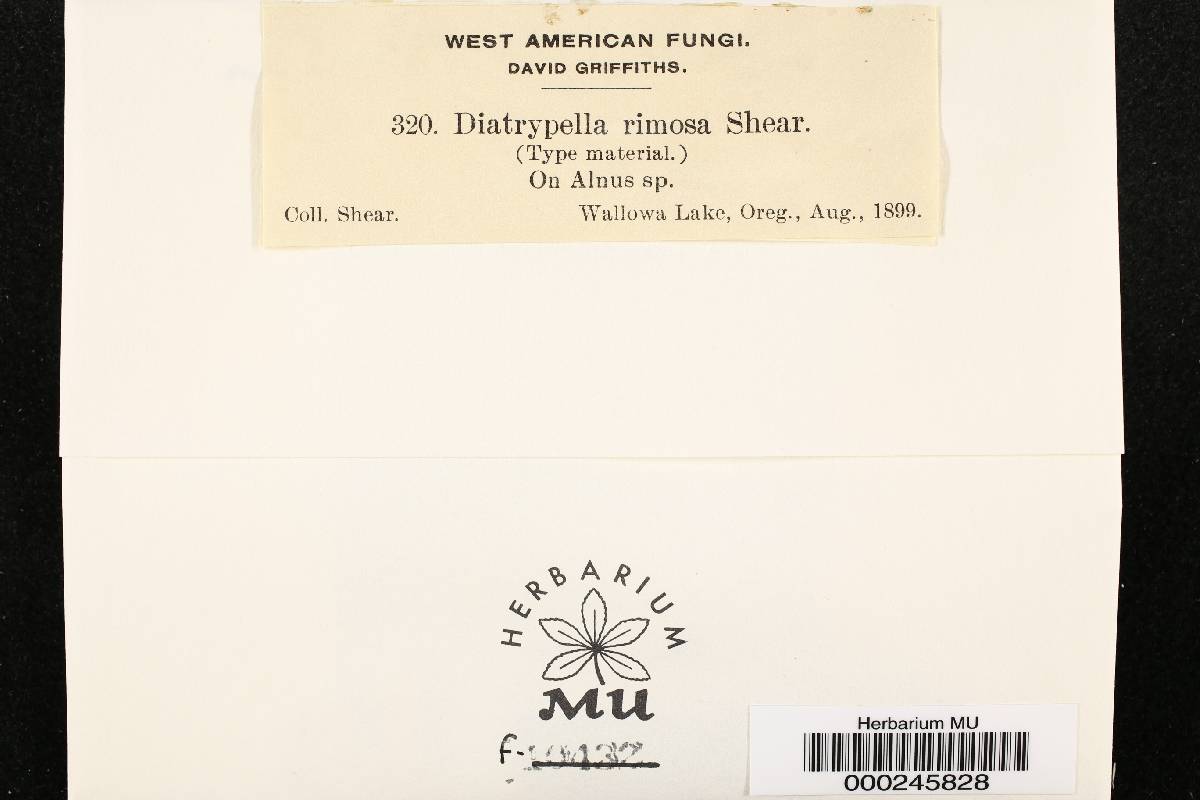 WEST AMERICAN FUNGI.
DAVID GRIFFITHS.
320. Diatrypella rimosa Shear.
(Type material.)
On Alnus sp.
Coll. Shear. Wallowa Lake, Oreg., Aug., 1899.
HERBARIUM
MU
F-
Herbarium MU
000245828